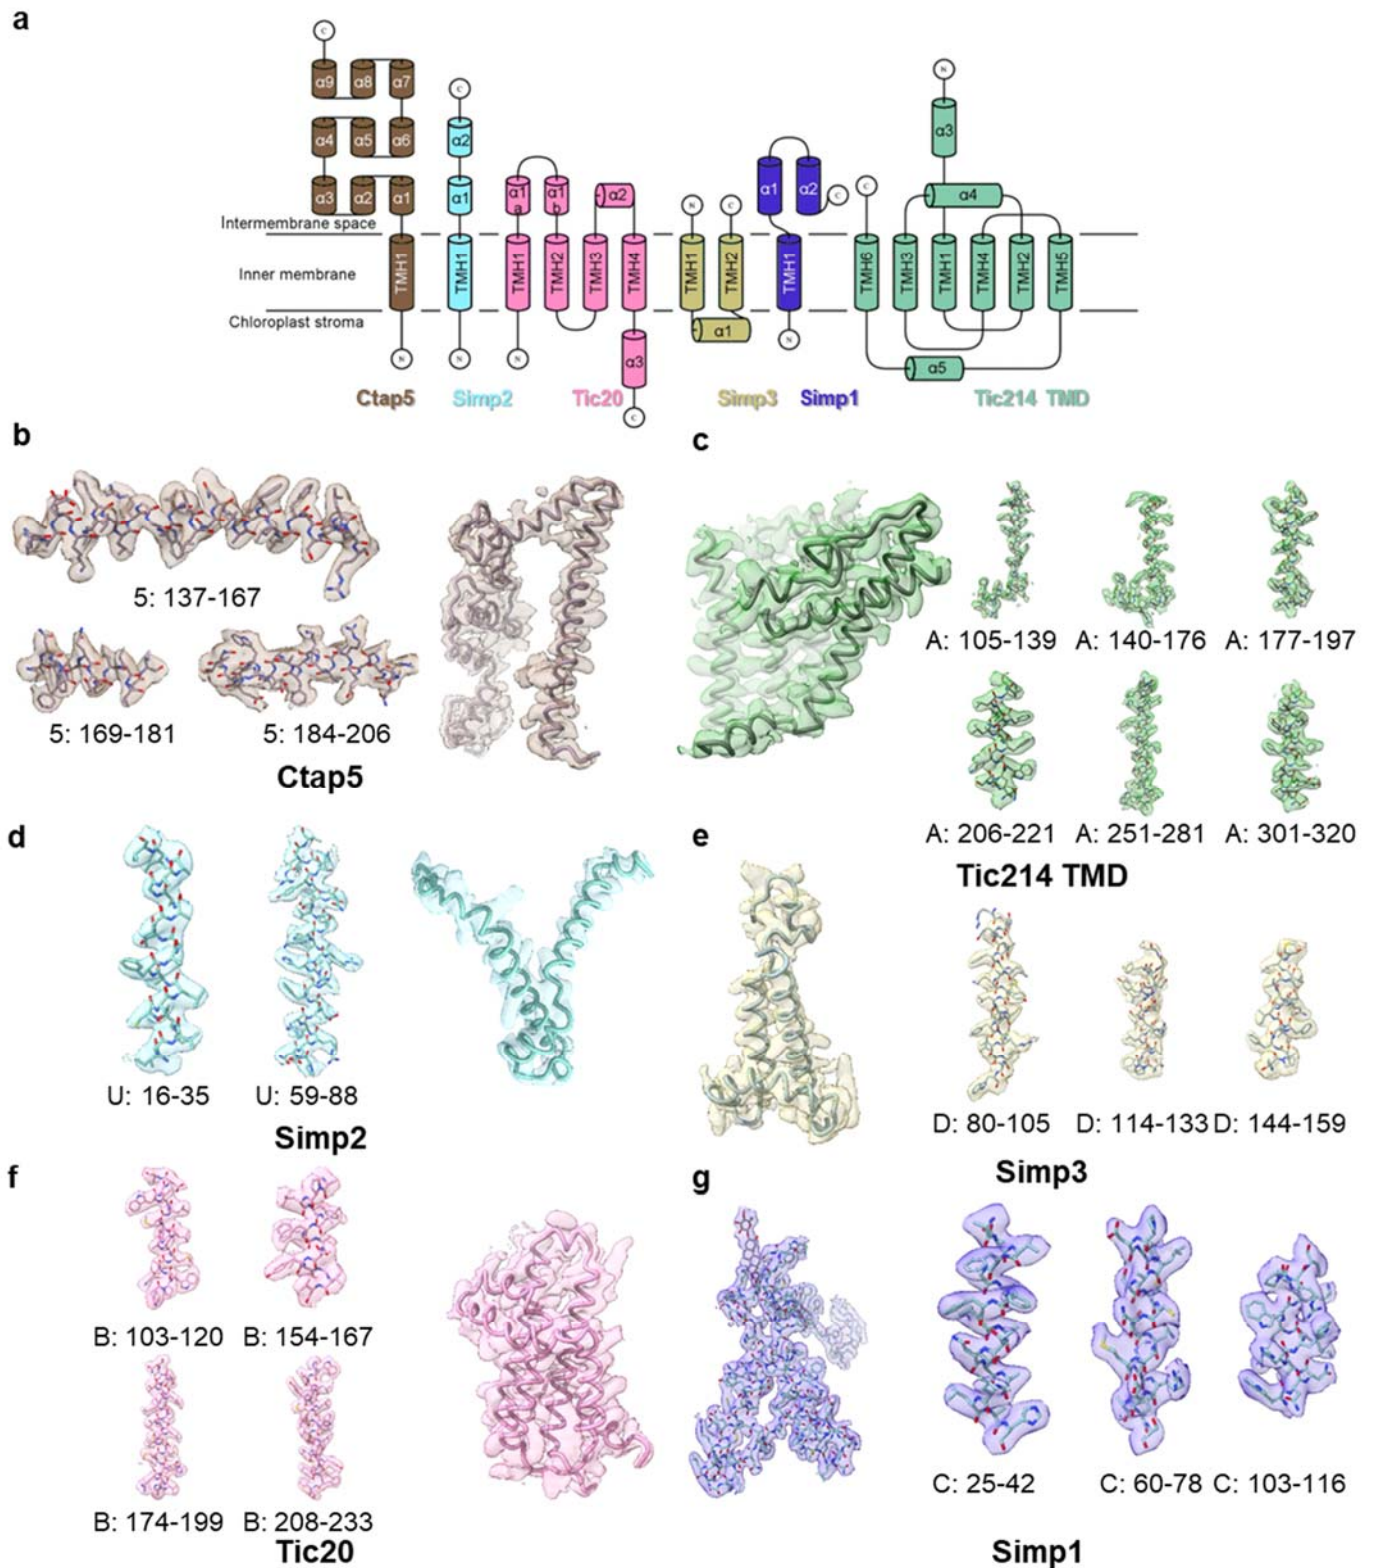 a
C
α9 α8 α7
C
N
α4 α5 α6
α2
α3
α1 a
α1 b
α2
α4
α1 α2
C
C
N
C
α3 α2 α1
α1
Intermembrane space
Inner membrane
TMH1
TMH1
TMH1 TMH2 TMH3 TMH4
TMH1 TMH2
TMH1
TMH6 TMH3 TMH1 TMH4 TMH2 TMH5
Chloroplast stroma
α1
N
N
N
N
α3
α5
C
Ctap5 Simp2 Tic20 Simp3 Simp1 Tic214 TMD
b
5: 137-167
5: 169-181 5: 184-206
Ctap5
c
A: 105-139 A: 140-176 A: 177-197
A: 206-221 A: 251-281 A: 301-320
Tic214 TMD
d
U: 16-35 U: 59-88
Simp2
e
D: 80-105 D: 114-133 D: 144-159
Simp3
f
B: 103-120 B: 154-167
B: 174-199 B: 208-233
Tic20
g
C: 25-42 C: 60-78 C: 103-116
Simp1